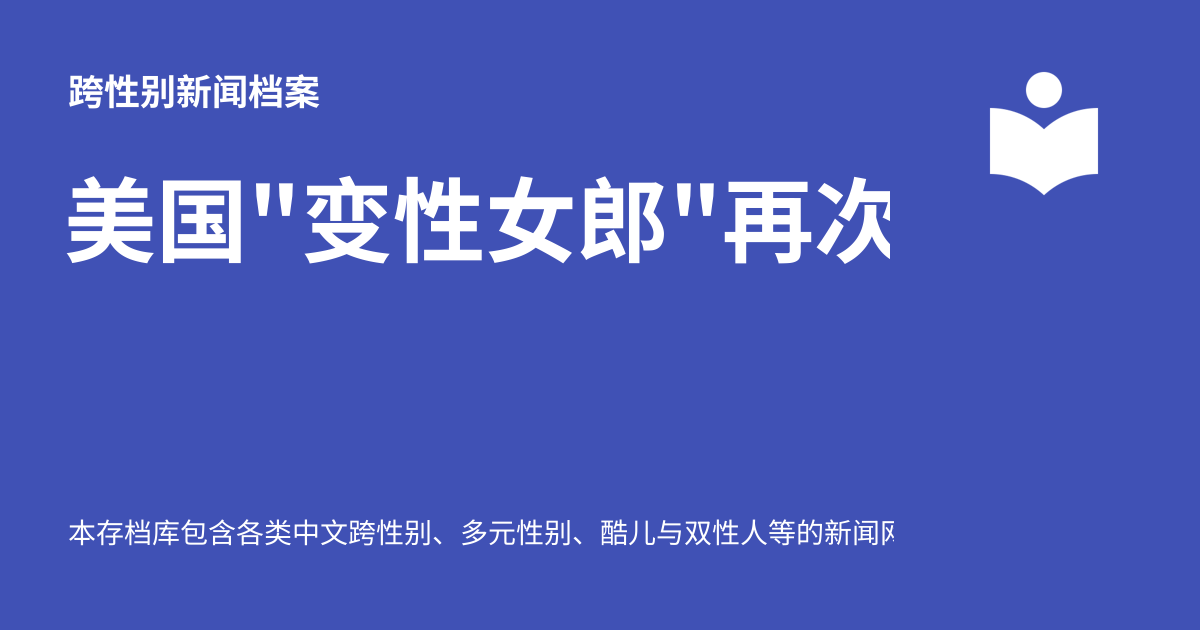 跨性别新闻档案
美国"变性女郎"再次
本存档库包含各类中文跨性别、多元性别、酷儿与双性人等的新闻网